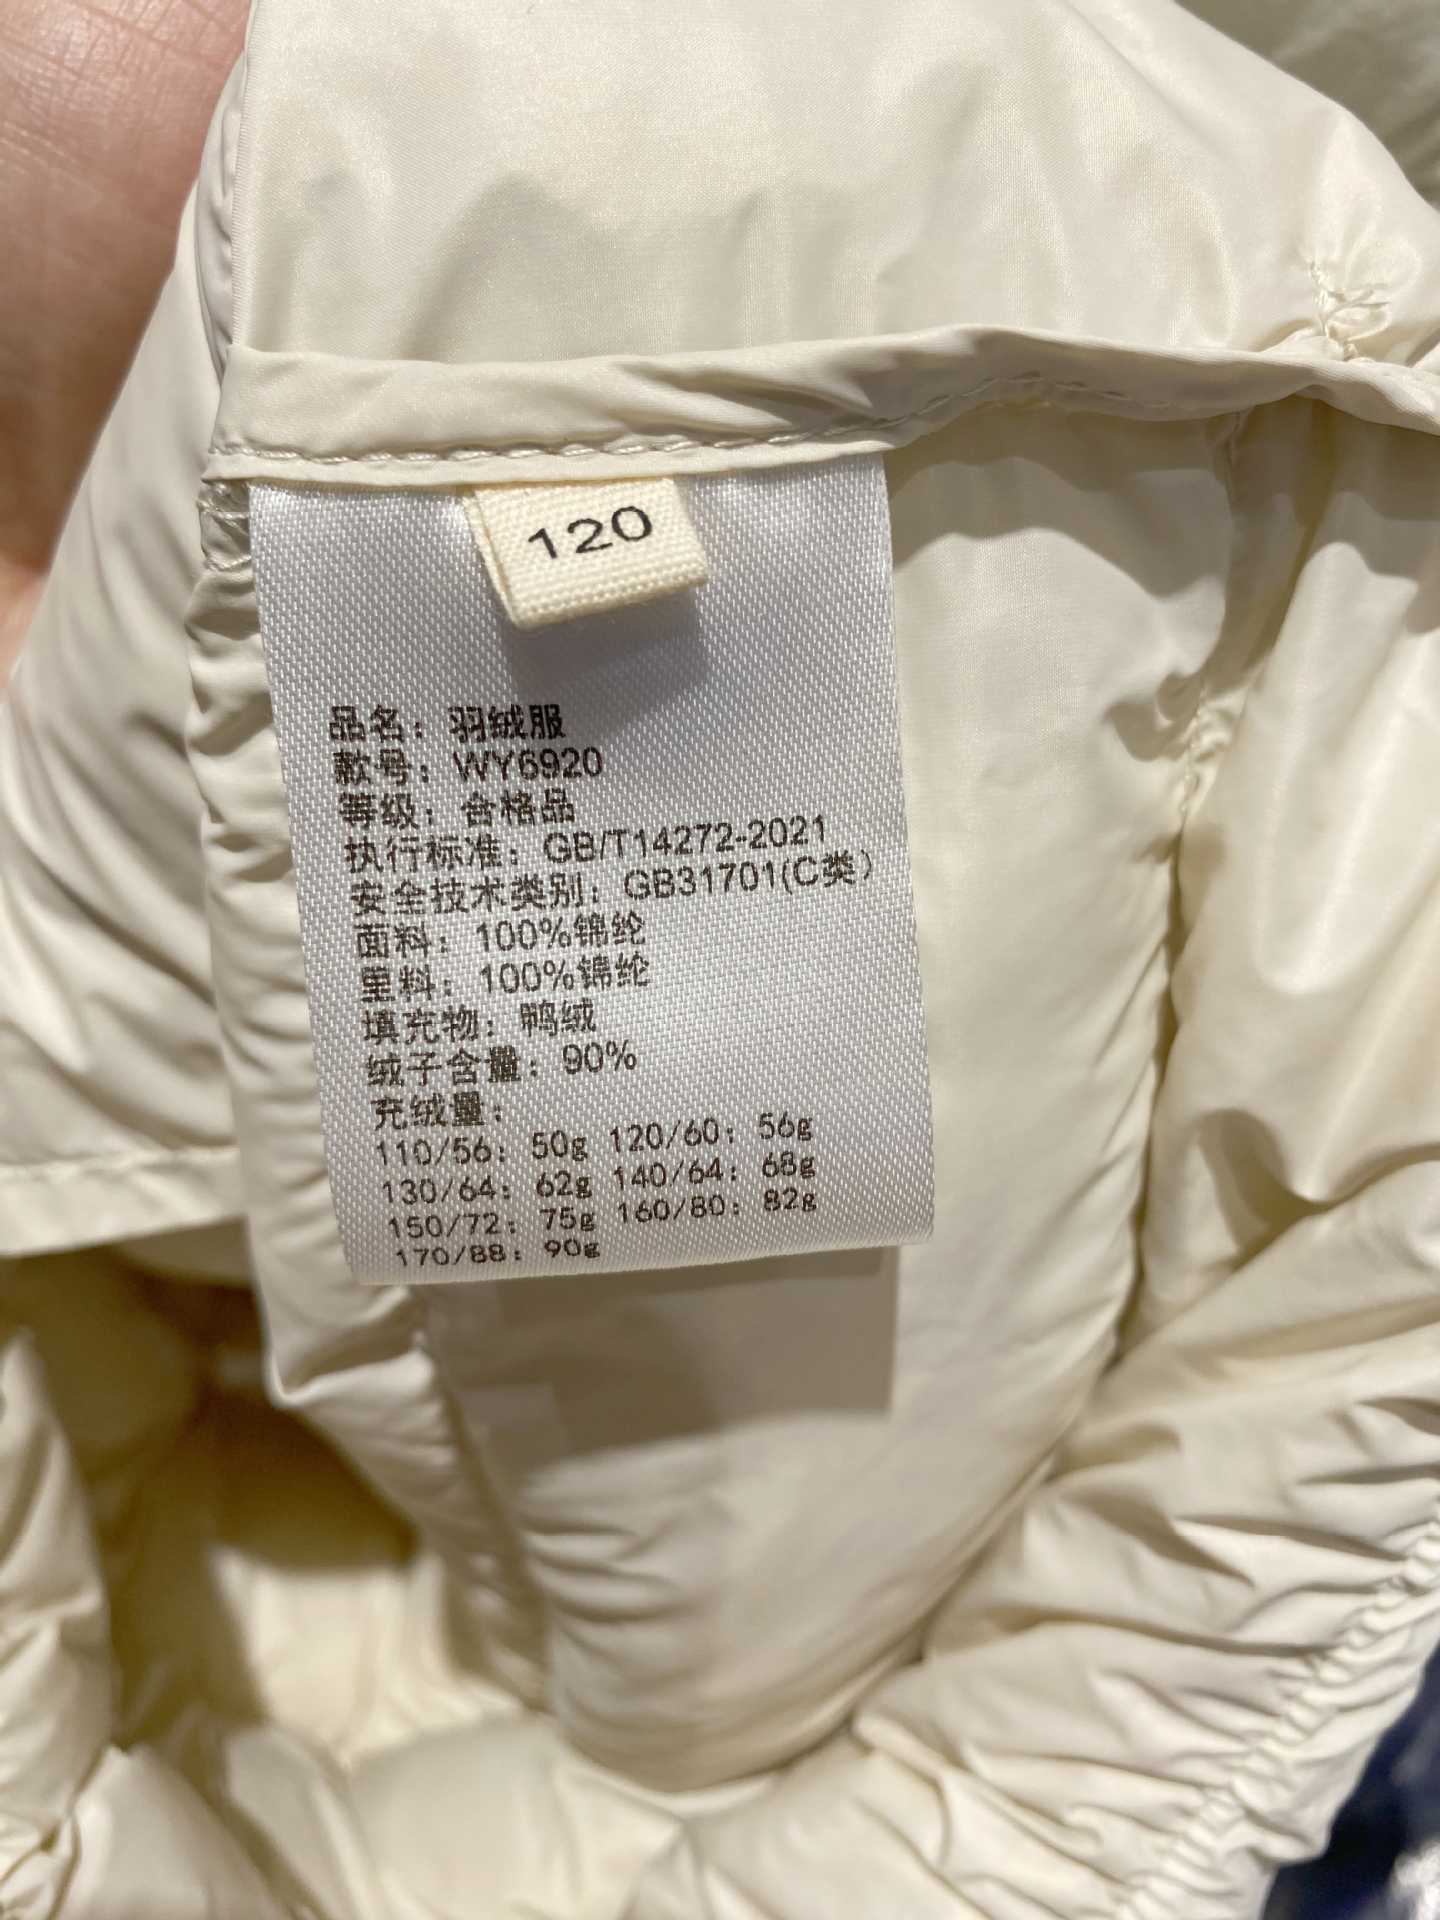 120
品名：羽绒服
款号：WY6920
等级：合格品
执行标准：GB/T14272-2021
安全技术类别：GB31701(C类)
面料：100%锦纶
里料：100%锦纶
填充物：鸭绒
绒子含量：90%
充绒量：
110/56：50g 120/60：56g
130/64：62g 140/64：68g
150/72：75g 160/80：82g
170/88：90g